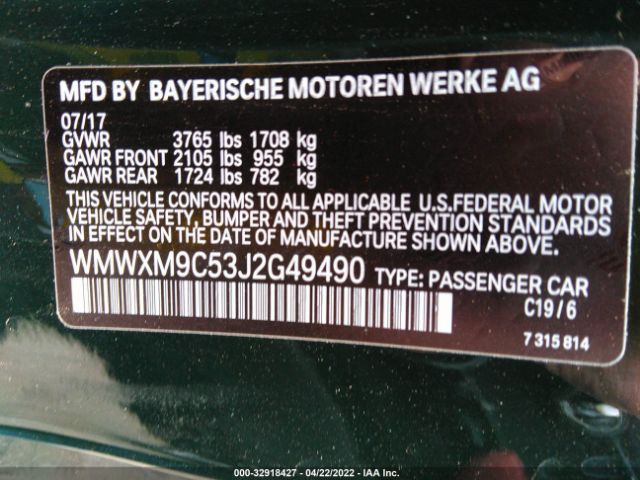 MFD BY BAYERISCHE MOTOREN WERKE AG
07/17
GVWR 3765 lbs 1708 kg
GAWR FRONT 2105 lbs 955 kg
GAWR REAR 1724 lbs 782 kg
THIS VEHICLE CONFORMS TO ALL APPLICABLE U.S.FEDERAL MOTOR
VEHICLE SAFETY, BUMPER AND THEFT PREVENTION STANDARDS
IN EFFECT ON THE DATE OF MANUFACTURE SHOWN ABOVE.
WMWXM9C53J2G49490 TYPE: PASSENGER CAR
C19/6
7 315 814
000-32918427 - 04/22/2022 - IAA Inc.